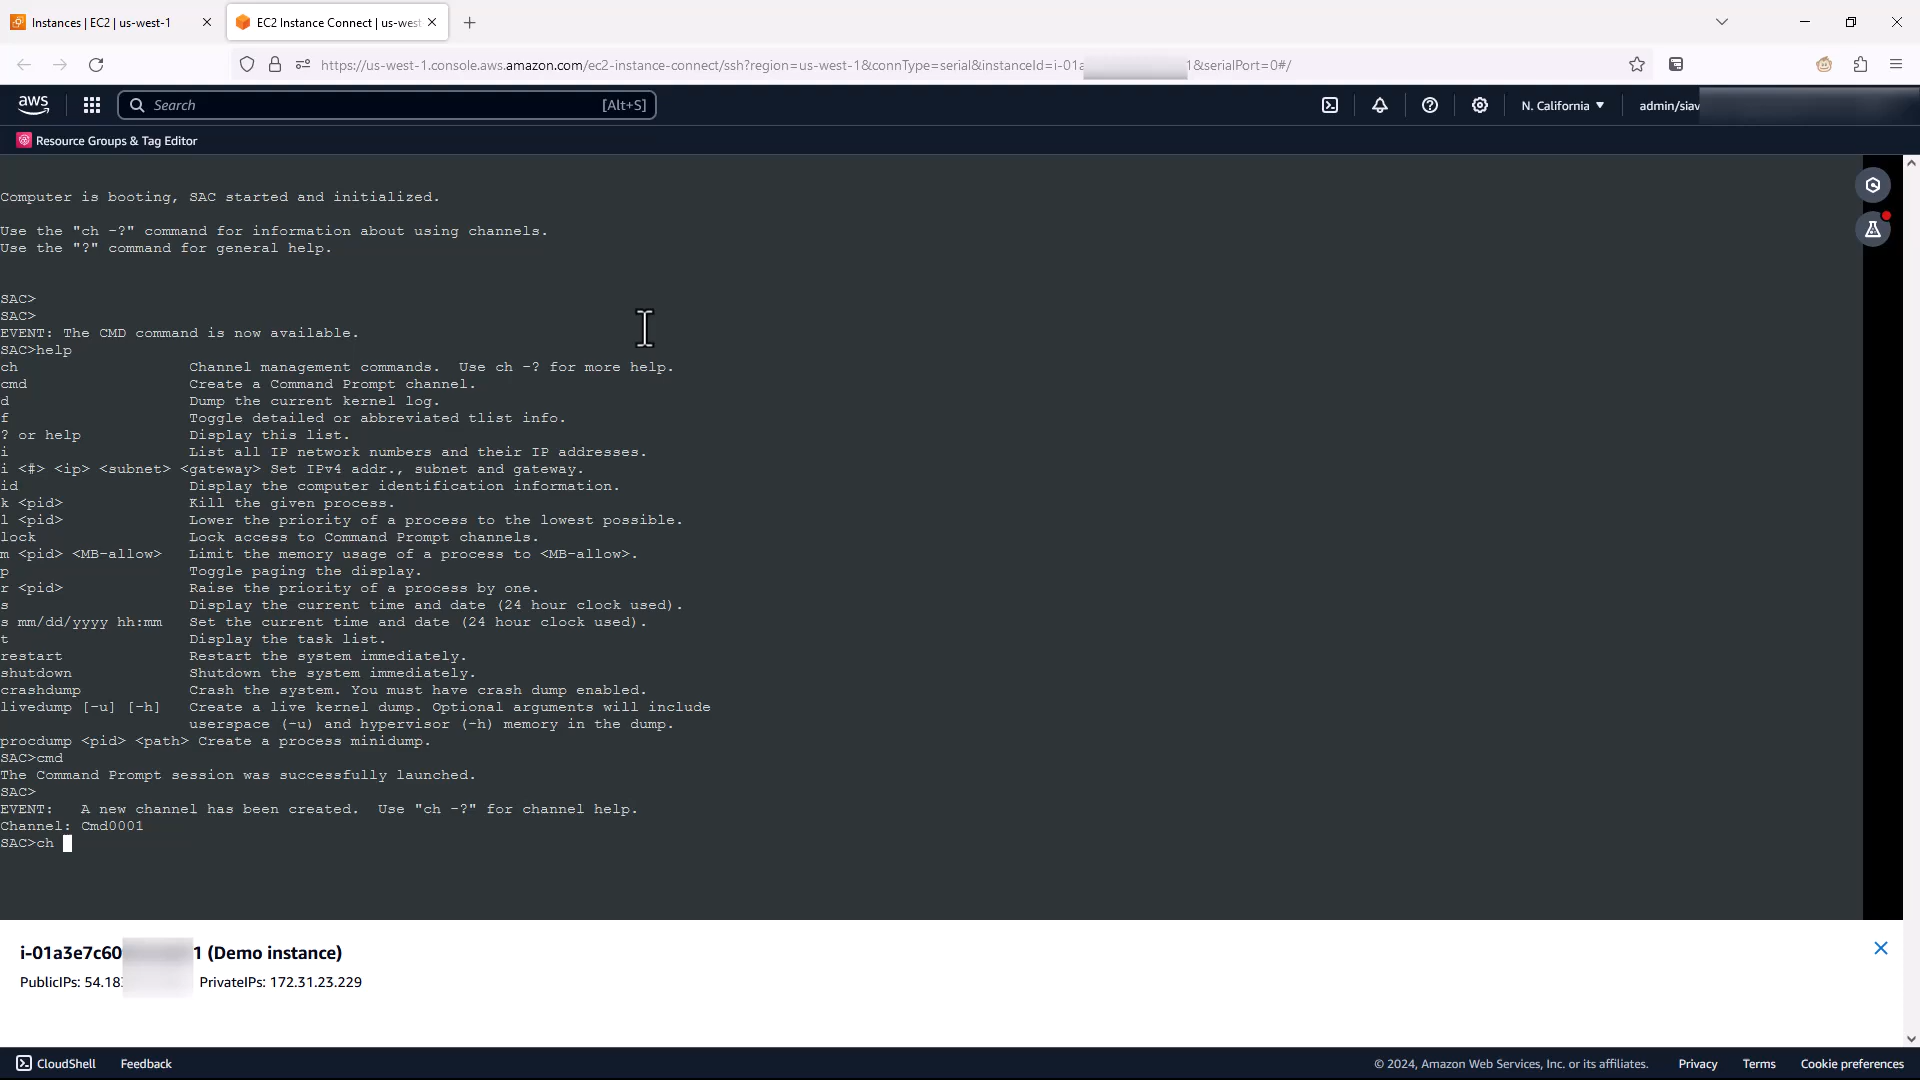 Instances | EC2 | us-west-1
EC2 Instance Connect | us-west
https://us-west-1.console.aws.amazon.com/ec2-instance-connect/ssh?region=us-west-1&connType=serial&instanceId=i-01a 1&serialPort=0#/
aws
Search
[Alt+S]
N. California
admin/siav
Resource Groups & Tag Editor
Computer is booting, SAC started and initialized.
Use the "ch -?" command for information about using channels.
Use the "?" command for general help.
SAC>
SAC>
EVENT: The CMD command is now available.
SAC>help
ch Channel management commands. Use ch -? for more help.
cmd Create a Command Prompt channel.
d Dump the current kernel log.
f Toggle detailed or abbreviated tlist info.
? or help Display this list.
i List all IP network numbers and their IP addresses.
i <#> <ip> <subnet> <gateway> Set IPv4 addr., subnet and gateway.
id Display the computer identification information.
k <pid> Kill the given process.
l <pid> Lower the priority of a process to the lowest possible.
lock Lock access to Command Prompt channels.
m <pid> <MB-allow> Limit the memory usage of a process to <MB-allow>.
p Toggle paging the display.
r <pid> Raise the priority of a process by one.
s Display the current time and date (24 hour clock used).
s mm/dd/yyyy hh:mm Set the current time and date (24 hour clock used).
t Display the task list.
restart Restart the system immediately.
shutdown Shutdown the system immediately.
crashdump Crash the system. You must have crash dump enabled.
livedump [-u] [-h] Create a live kernel dump. Optional arguments will include
userspace (-u) and hypervisor (-h) memory in the dump.
procdump <pid> <path> Create a process minidump.
SAC>cmd
The Command Prompt session was successfully launched.
SAC>
EVENT: A new channel has been created. Use "ch -?" for channel help.
Channel: Cmd0001
SAC>ch
i-01a3e7c60 1 (Demo instance)
PublicIPs: 54.18 PrivateIPs: 172.31.23.229
CloudShell
Feedback
© 2024, Amazon Web Services, Inc. or its affiliates.
Privacy
Terms
Cookie preferences